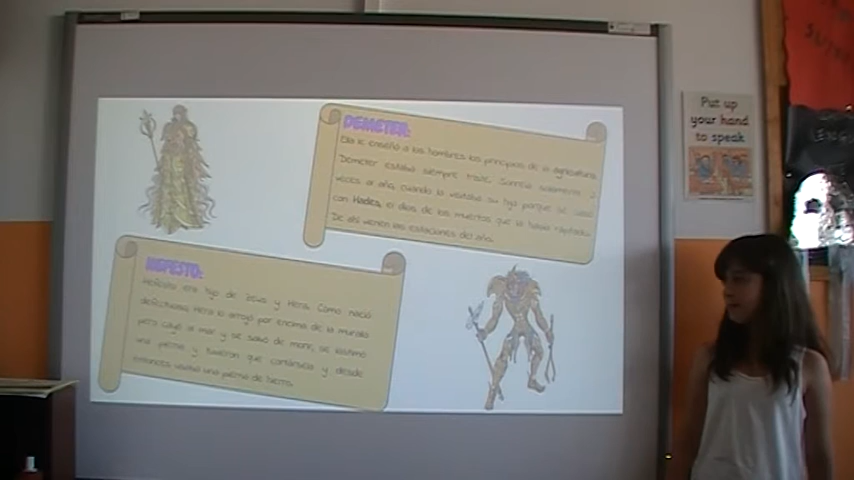 DEMETER:
Ella le enseñó a los hombres los principios de la agricultura.
Demeter estaba siempre triste. Sonreía solamente 2
veces al año, cuando la visitaba su hija porque se casó
con Hades, el dios de los muertos que la había raptado.
De ahí vienen las estaciones del año.
HEFESTO:
Hefesto era hijo de Zeus y Hera. Como nació
defectuoso, Hera lo arrojó por encima de la muralla
pero cayó al mar y se salvó de morir, se lastimó
una pierna y tuvieron que cortársela y, desde
entonces usaba una pierna de hierro.
Put up
your hand
to speak